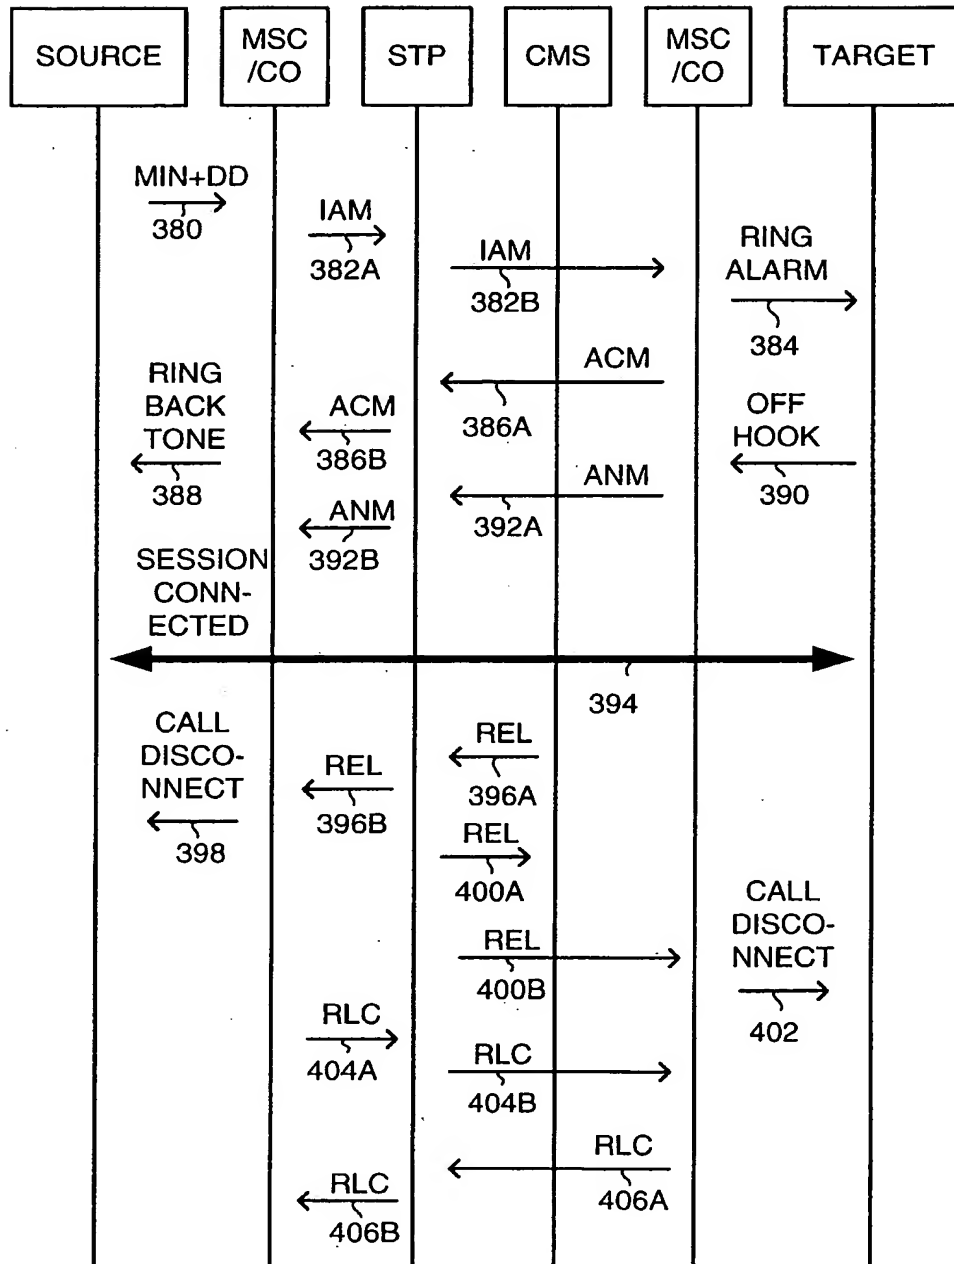 SOURCE
MSC
/CO
STP
CMS
MSC
/CO
TARGET
MIN+DD
380
IAM
382A
IAM
382B
RING
ALARM
384
ACM
386A
RING
BACK
TONE
388
ACM
386B
OFF
HOOK
390
ANM
392A
ANM
392B
SESSION
CONN-
ECTED
394
CALL
DISCO-
NNECT
398
REL
396A
REL
396B
REL
400A
REL
400B
CALL
DISCO-
NNECT
402
RLC
404A
RLC
404B
RLC
406A
RLC
406B